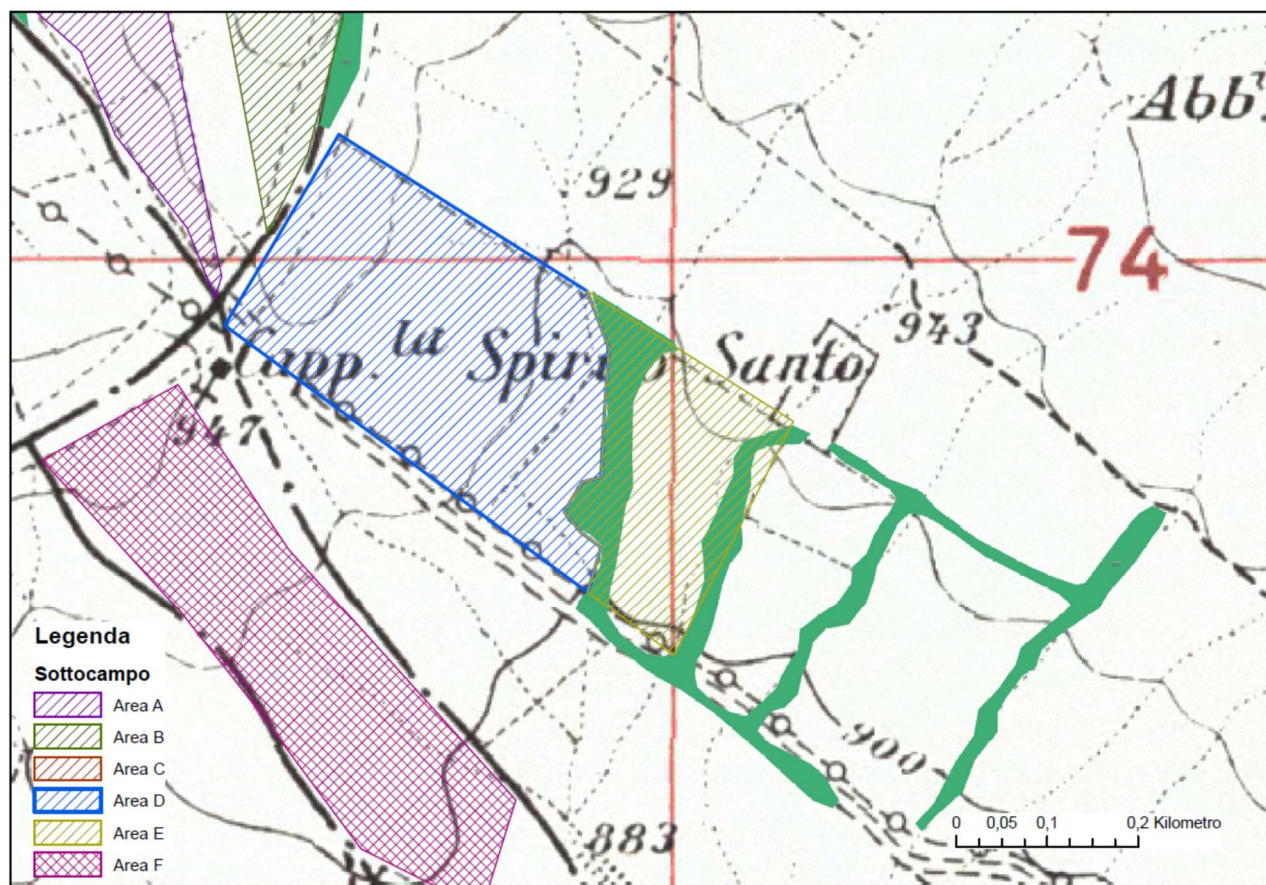 Abb
929
74
943
Capp. la Spirito Santo
947
900
883
Legenda
Sottocampo
Area A
Area B
Area C
Area D
Area E
Area F
0 0,05 0,1 0,2 Kilometro